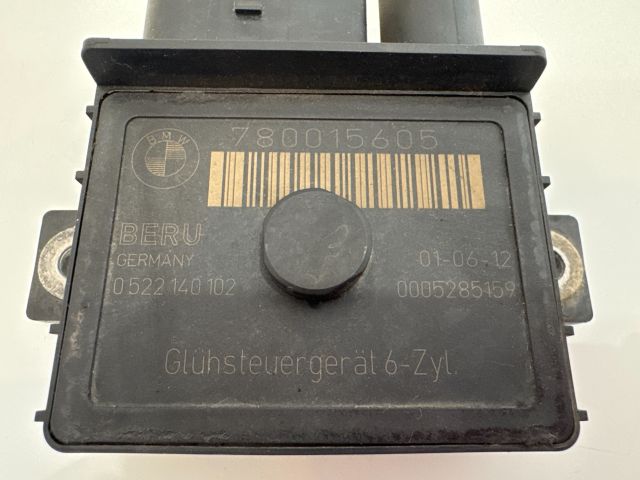 BMW
780015605
BERU
GERMANY
01-06-12
0 522 140 102
0005285159
Glühsteuergerät 6-Zyl.